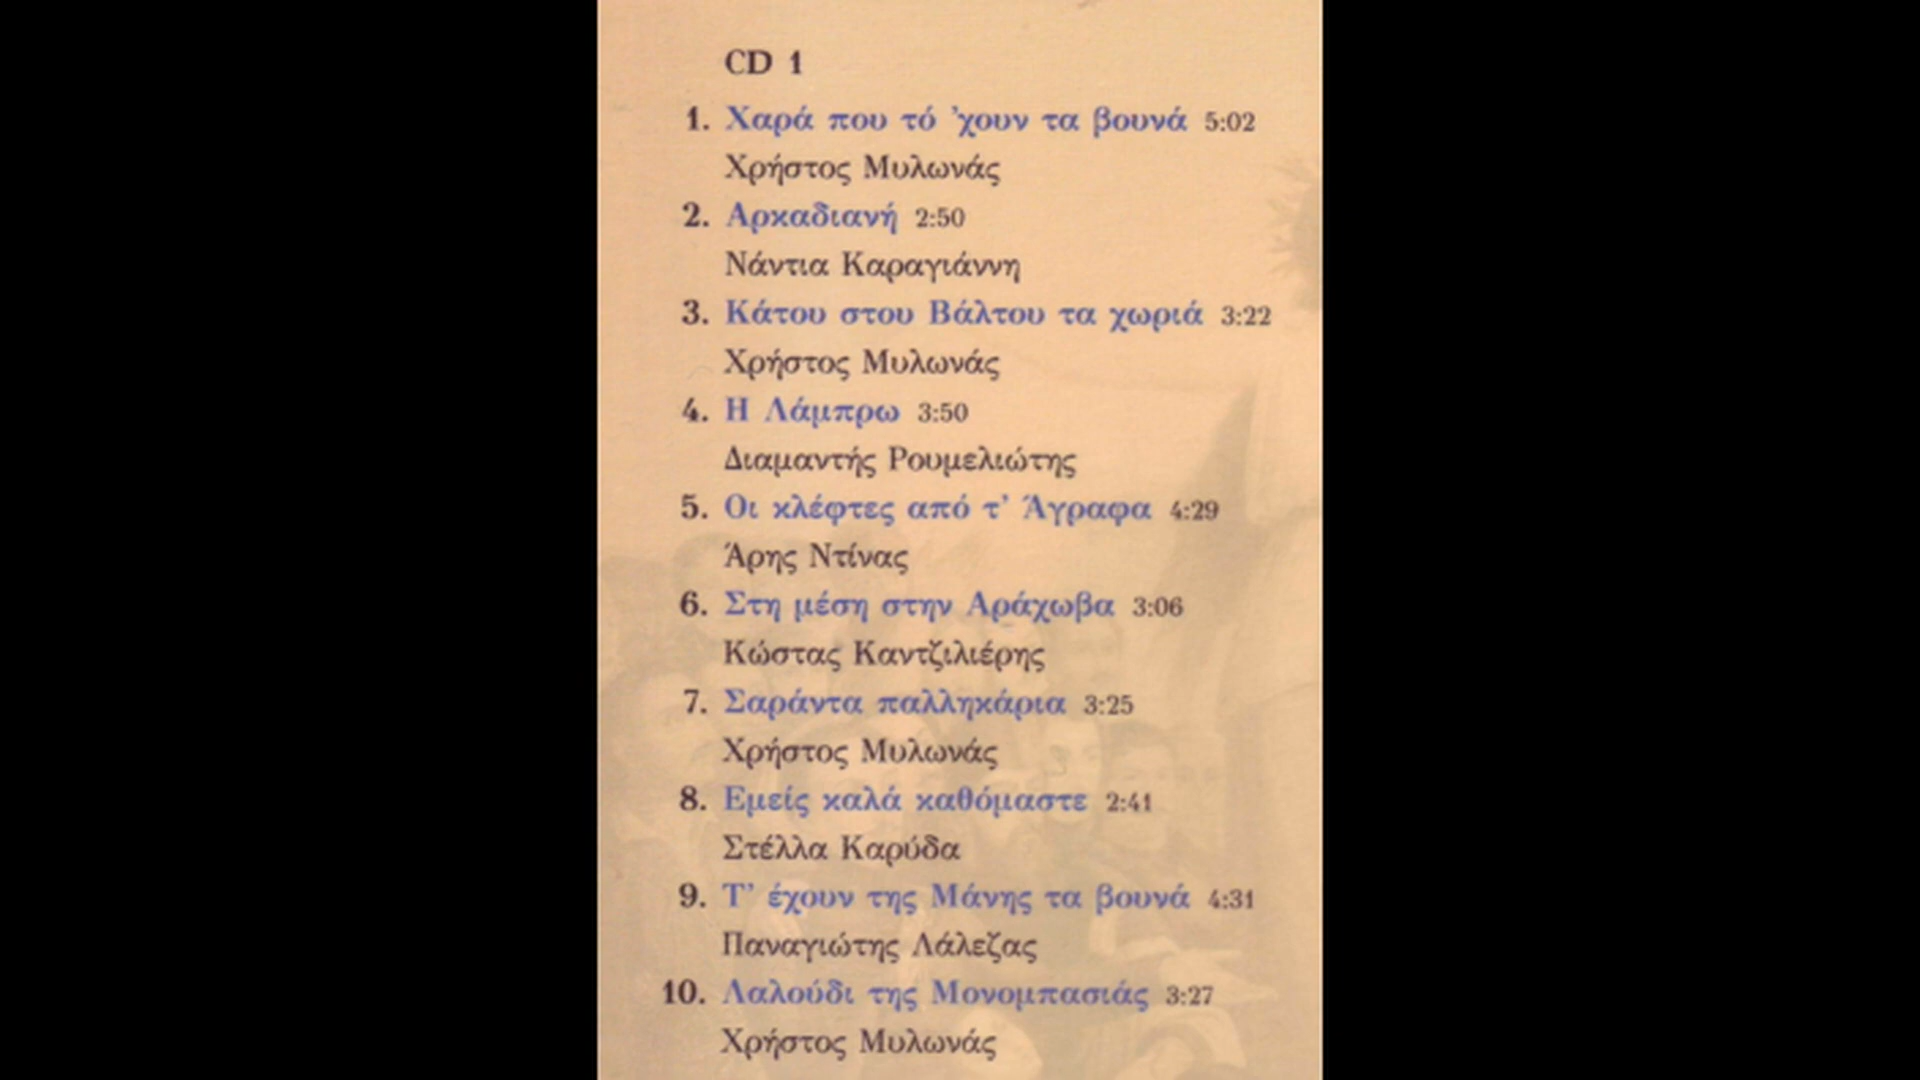 CD 1
1. Χαρά που τό ’χουν τα βουνά 5:02
Χρήστος Μυλωνάς
2. Αρκαδιανή 2:50
Νάντια Καραγιάννη
3. Κάτου στου Βάλτου τα χωριά 3:22
Χρήστος Μυλωνάς
4. Η Λάμπρω 3:50
Διαμαντής Ρουμελιώτης
5. Οι κλέφτες από τ’ Άγραφα 4:29
Άρης Ντίνας
6. Στη μέση στην Αράχωβα 3:06
Κώστας Καντζιλιέρης
7. Σαράντα παλληκάρια 3:25
Χρήστος Μυλωνάς
8. Εμείς καλά καθόμαστε 2:41
Στέλλα Καρύδα
9. Τ’ έχουν της Μάνης τα βουνά 4:31
Παναγιώτης Λάλεζας
10. Λαλούδι της Μονομπασιάς 3:27
Χρήστος Μυλωνάς